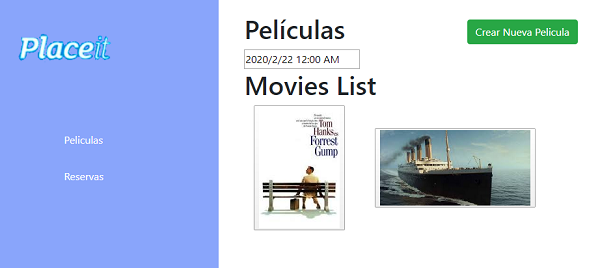 Placeit
Películas
Reservas
Películas
Crear Nueva Pelicula
2020/2/22 12:00 AM
Movies List
Tom
Hanks is
Forrest
Gump